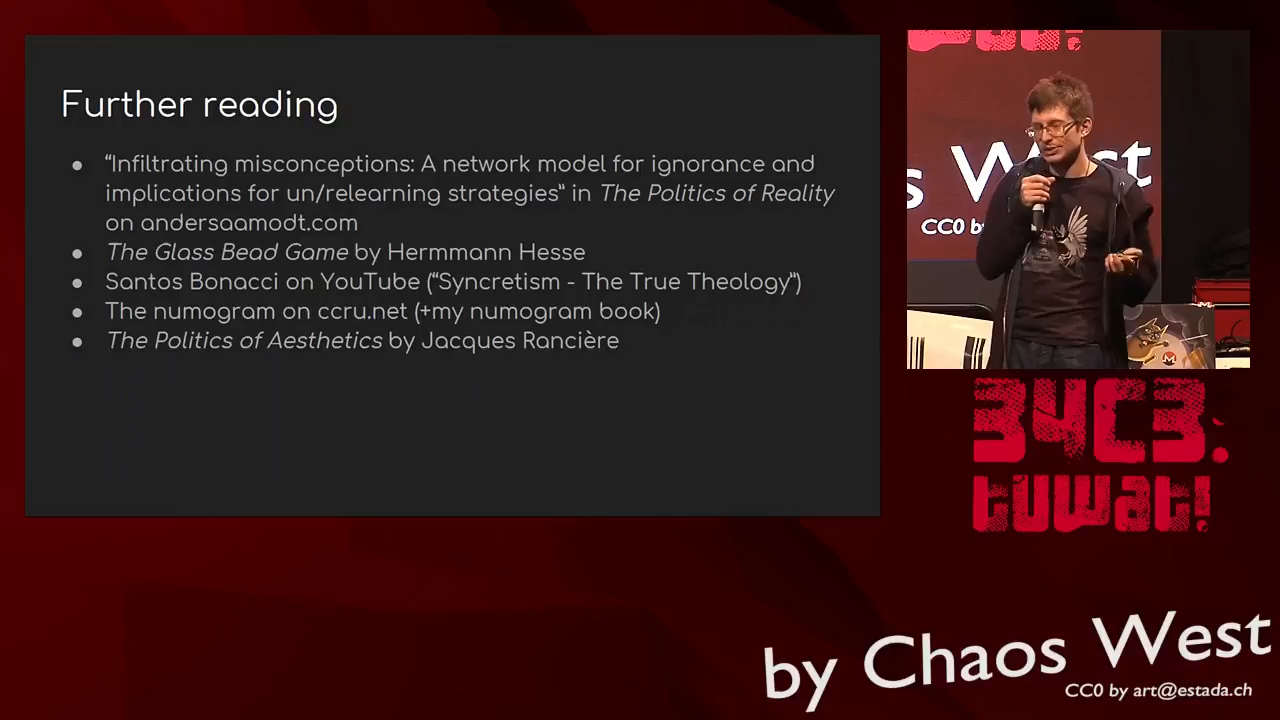 Further reading
● “Infiltrating misconceptions: A network model for ignorance and
implications for un/relearning strategies” in The Politics of Reality
on andersaamodt.com
● The Glass Bead Game by Hermmann Hesse
● Santos Bonacci on YouTube (“Syncretism - The True Theology”)
● The numogram on ccru.net (+my numogram book)
● The Politics of Aesthetics by Jacques Rancière
s West
CC0 by
34C3:
tuwat!
by Chaos West
CC0 by art@estada.ch